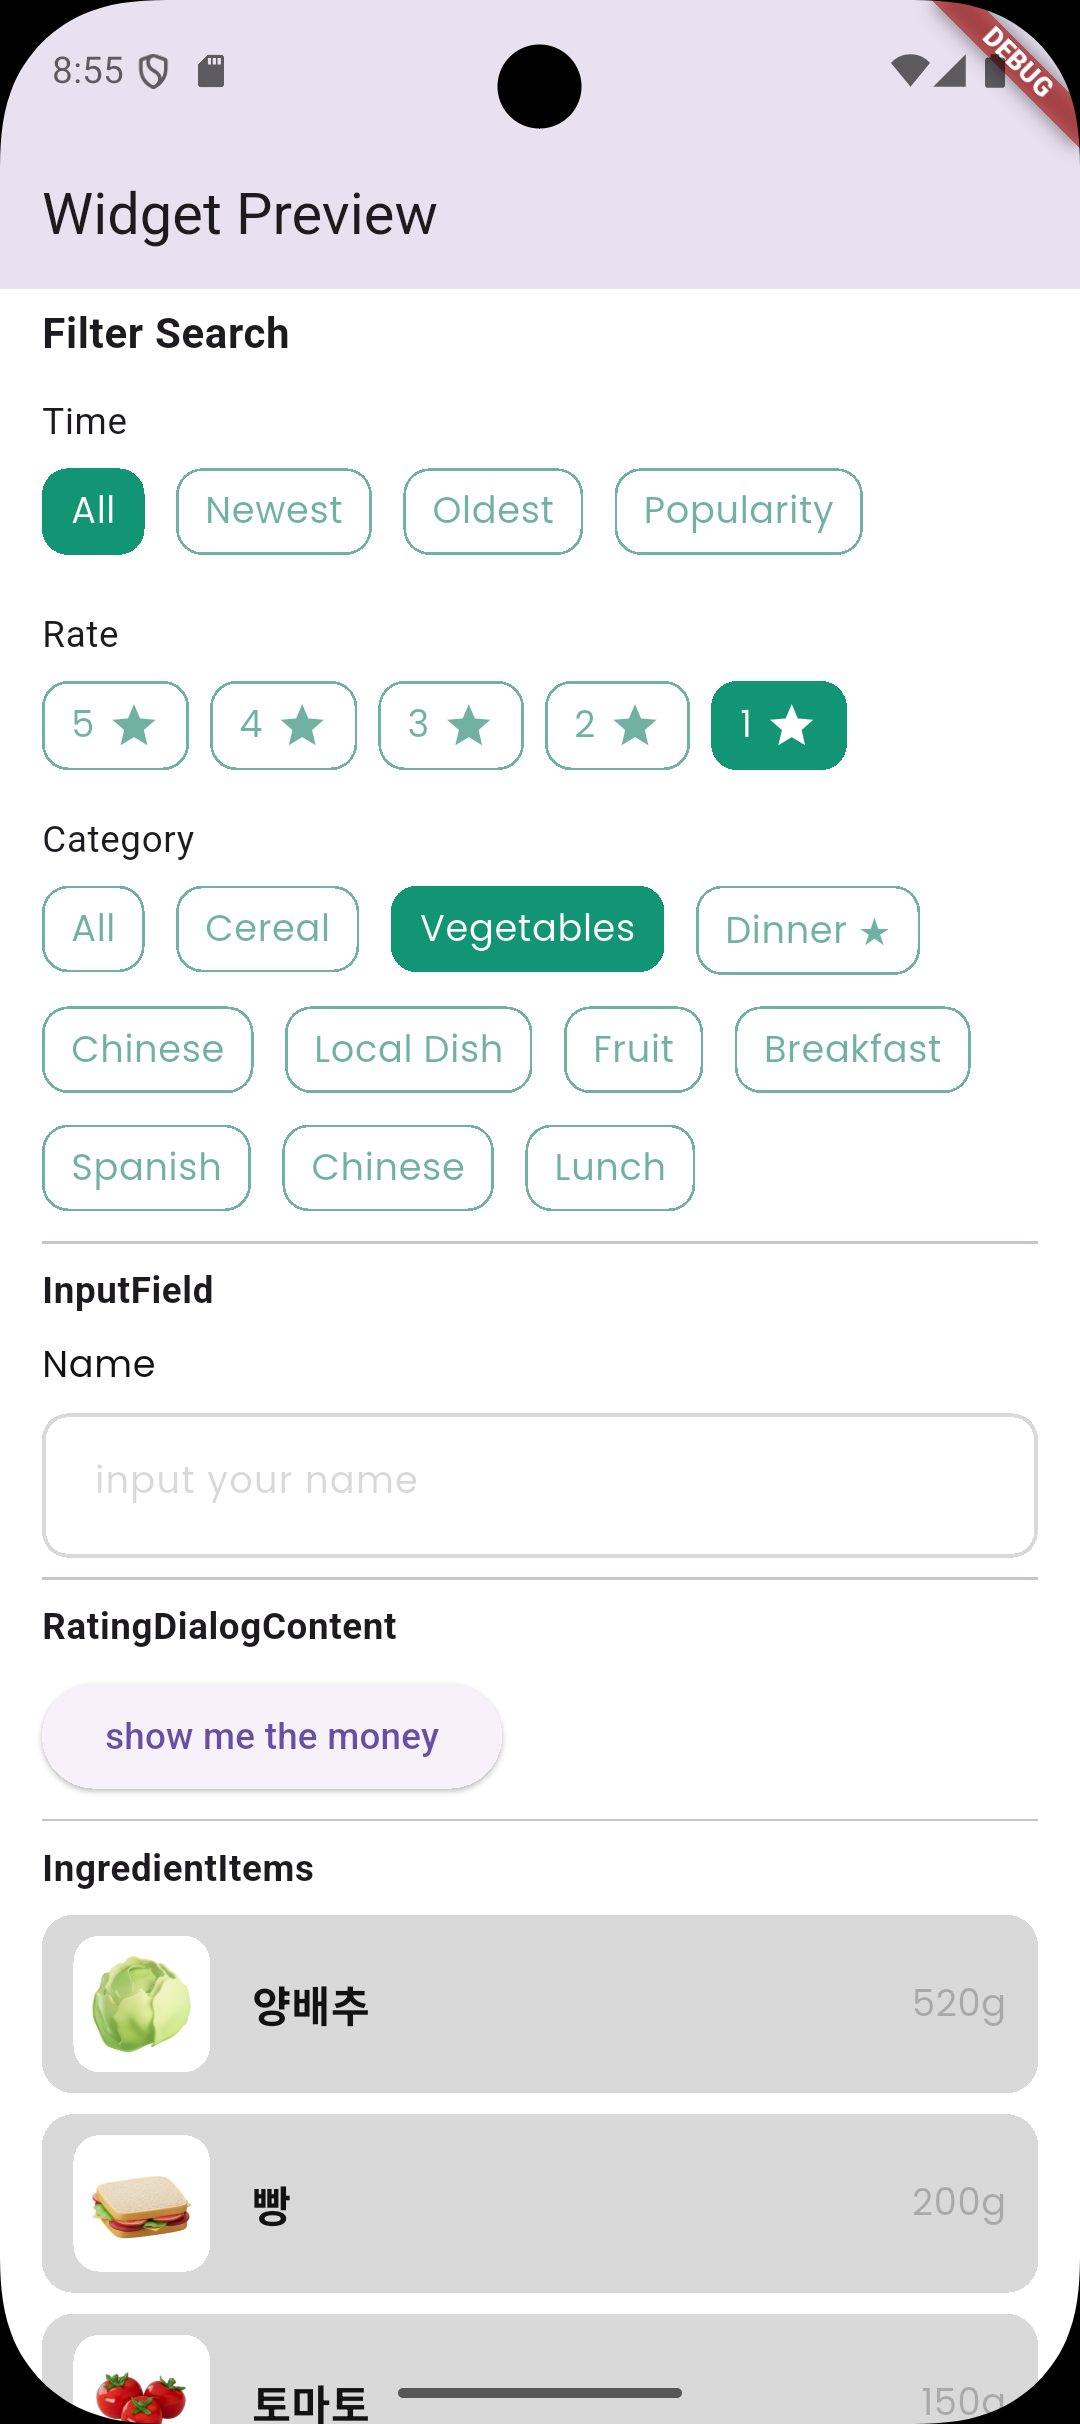 8:55
DEBUG
Widget Preview
Filter Search
Time
All Newest Oldest Popularity
Rate
5 4 3 2 1
Category
All Cereal Vegetables Dinner ★
Chinese Local Dish Fruit Breakfast
Spanish Chinese Lunch
InputField
Name
input your name
RatingDialogContent
show me the money
IngredientItems
양배추 520g
빵 200g
토마토 150g